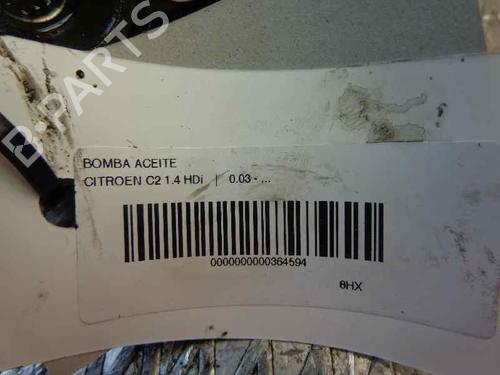 B-PARTS
BOMBA ACEITE
CITROEN C2 1.4 HDi | 0.03 - ...
0000000000364594
8HX